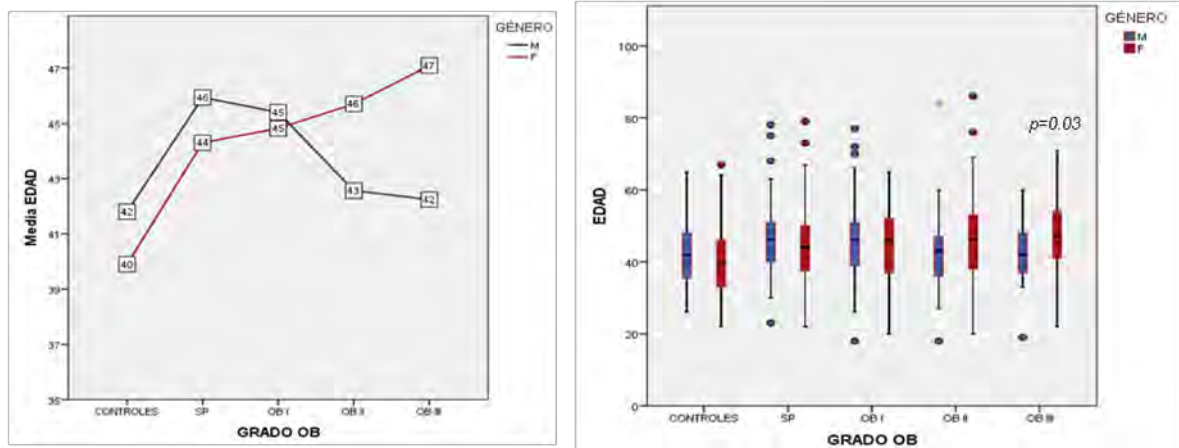 GÉNERO
M
F
47
45
43
41
39
37
35
Media EDAD
42
46
45
43
42
40
44
45
46
47
CONTROLES
SP
OB I
OB II
OB III
GRADO OB
GÉNERO
M
F
100
80
60
40
20
0
EDAD
p=0.03
CONTROLES
SP
OB I
OB II
OB III
GRADO OB